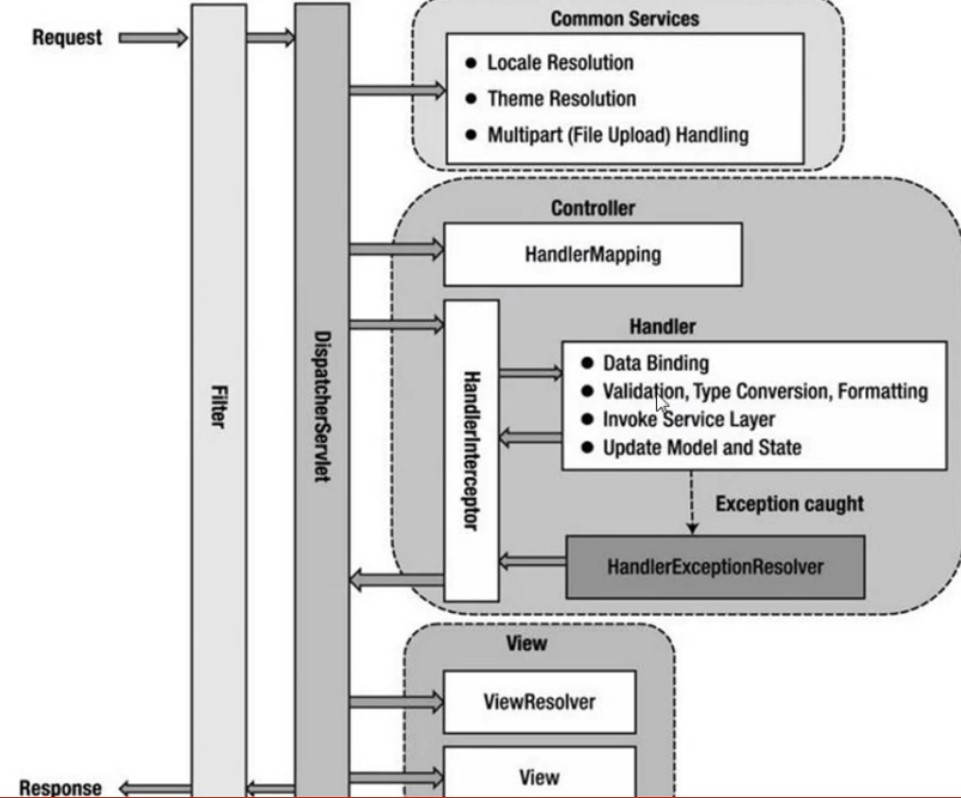 Common Services
Request
● Locale Resolution
● Theme Resolution
● Multipart (File Upload) Handling
Controller
HandlerMapping
Handler
● Data Binding
● Validation, Type Conversion, Formatting
● Invoke Service Layer
● Update Model and State
Filter
DispatcherServlet
HandlerInterceptor
Exception caught
HandlerExceptionResolver
View
ViewResolver
View
Response